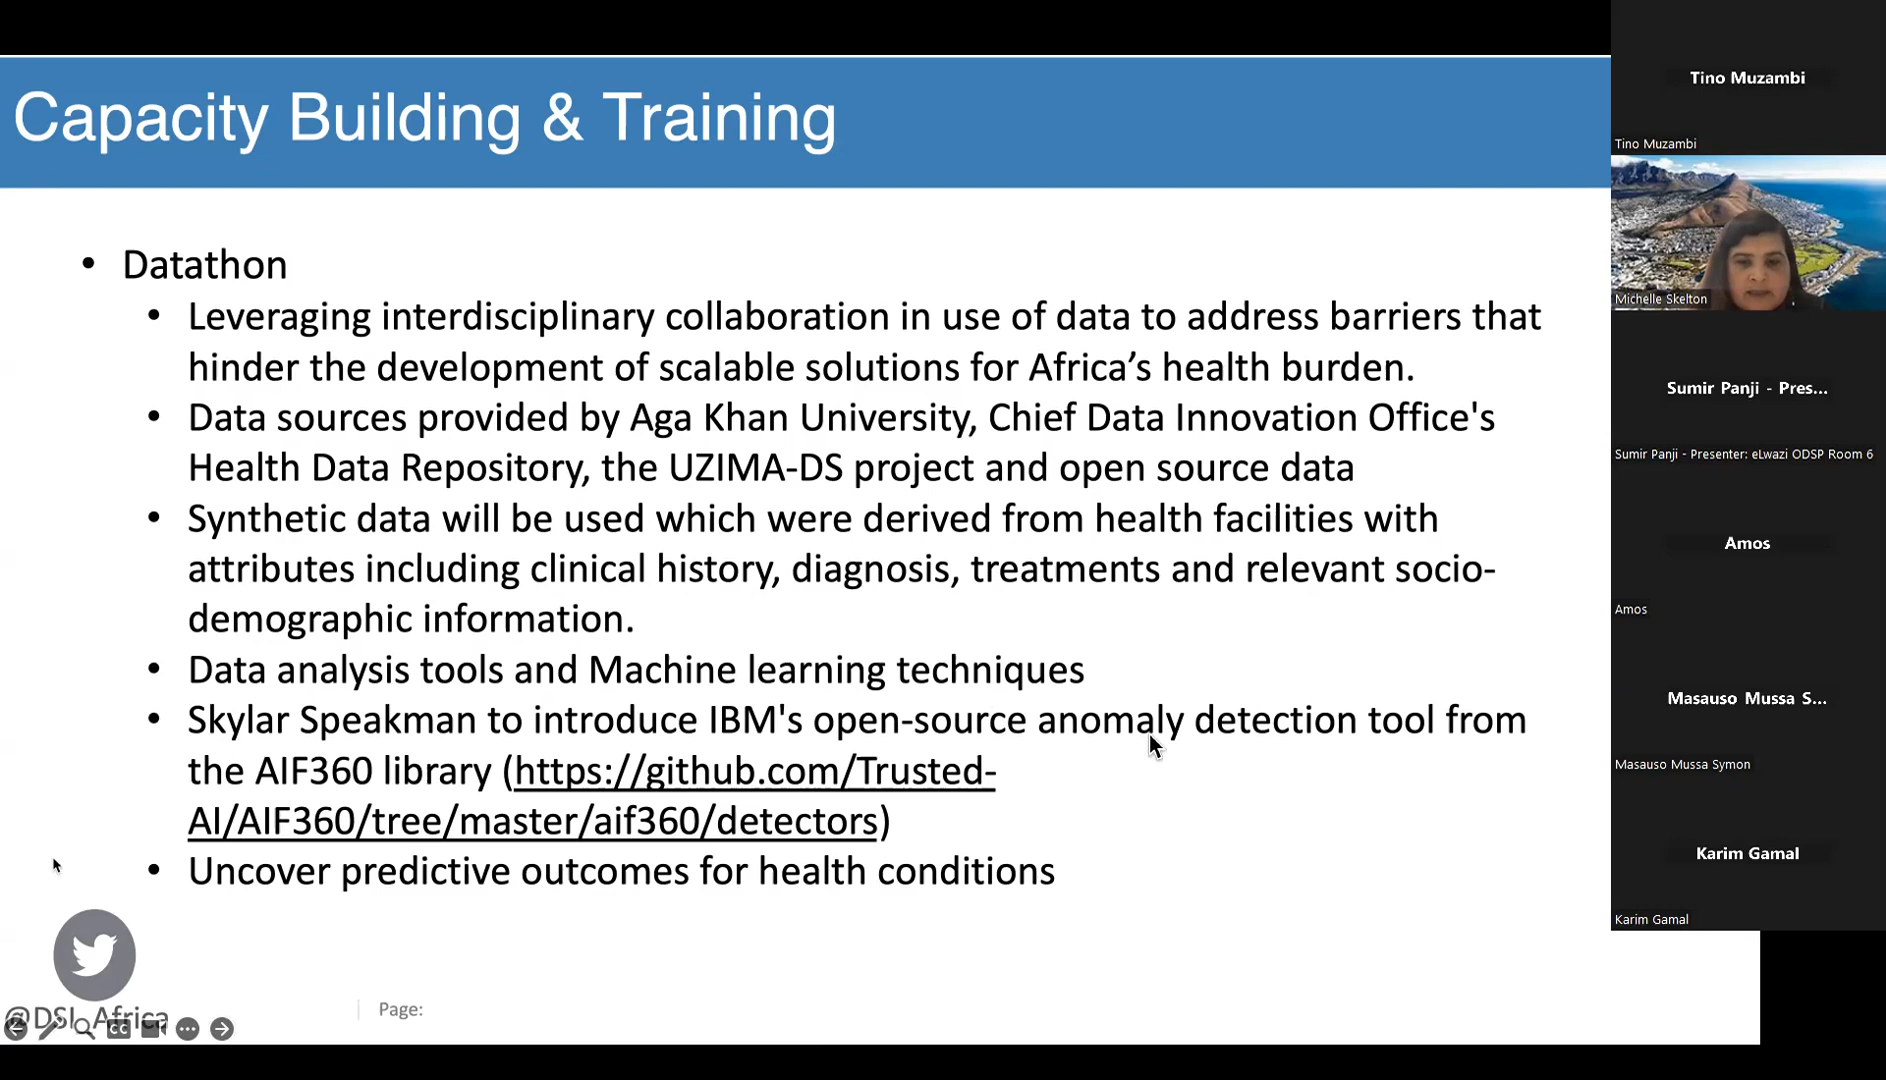 Capacity Building & Training
• Datathon
• Leveraging interdisciplinary collaboration in use of data to address barriers that
hinder the development of scalable solutions for Africa’s health burden.
• Data sources provided by Aga Khan University, Chief Data Innovation Office's
Health Data Repository, the UZIMA-DS project and open source data
• Synthetic data will be used which were derived from health facilities with
attributes including clinical history, diagnosis, treatments and relevant socio-
demographic information.
• Data analysis tools and Machine learning techniques
• Skylar Speakman to introduce IBM's open-source anomaly detection tool from
the AIF360 library (https://github.com/Trusted-
AI/AIF360/tree/master/aif360/detectors)
• Uncover predictive outcomes for health conditions
@DSI_Africa
CC
Page:
Tino Muzambi
Tino Muzambi
Michelle Skelton
Sumir Panji - Pres...
Sumir Panji - Presenter: eLwazi ODSP Room 6
Amos
Amos
Masauso Mussa S...
Masauso Mussa Symon
Karim Gamal
Karim Gamal